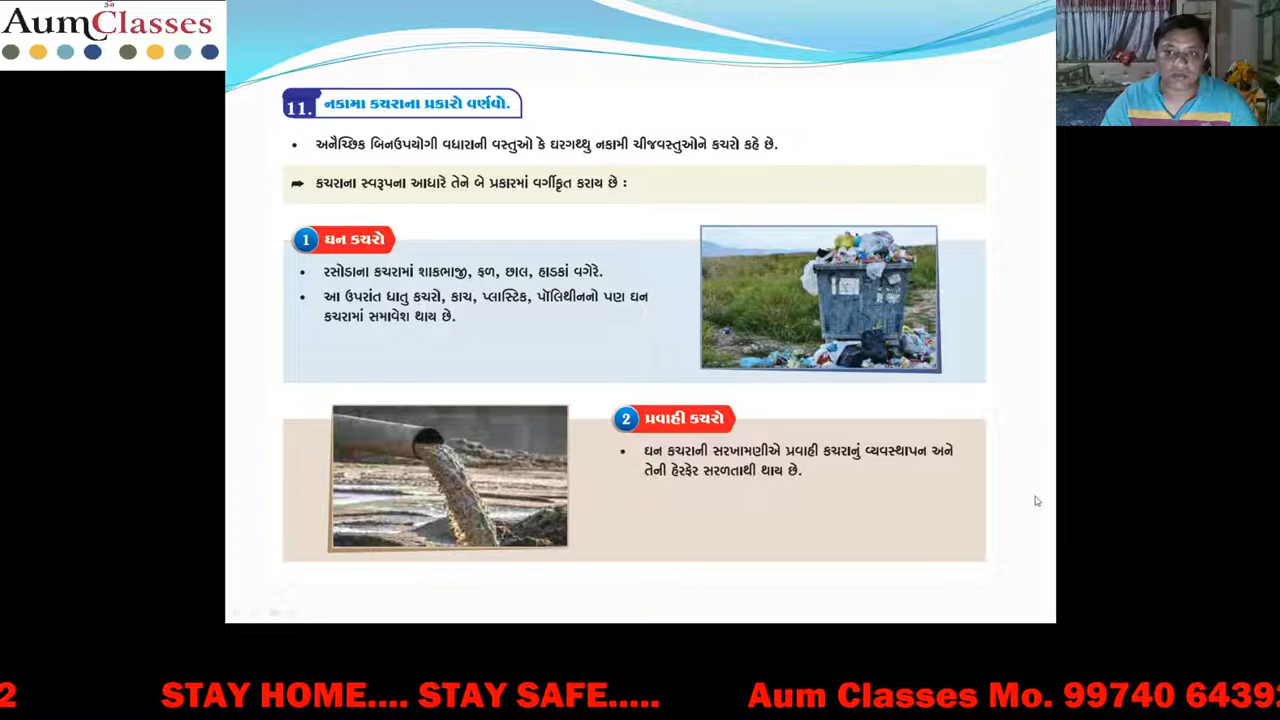 ૐ
AumClasses
11. નકામા કચરાના પ્રકારો વર્ણવો.
• અનૈચ્છિક બિનઉપયોગી વધારાની વસ્તુઓ કે ઘરગથ્થુ નકામી ચીજવસ્તુઓને કચરો કહે છે.
➡ કચરાના સ્વરૂપના આધારે તેને બે પ્રકારમાં વર્ગીકૃત કરાય છે :
1 ઘન કચરો
• રસોડાના કચરામાં શાકભાજી, ફળ, છાલ, હાડકાં વગેરે.
• આ ઉપરાંત ધાતુ કચરો, કાચ, પ્લાસ્ટિક, પૉલિથીનનો પણ ઘન
કચરામાં સમાવેશ થાય છે.
2 પ્રવાહી કચરો
• ઘન કચરાની સરખામણીએ પ્રવાહી કચરાનું વ્યવસ્થાપન અને
તેની હેરફેર સરળતાથી થાય છે.
2 STAY HOME.... STAY SAFE..... Aum Classes Mo. 99740 64392